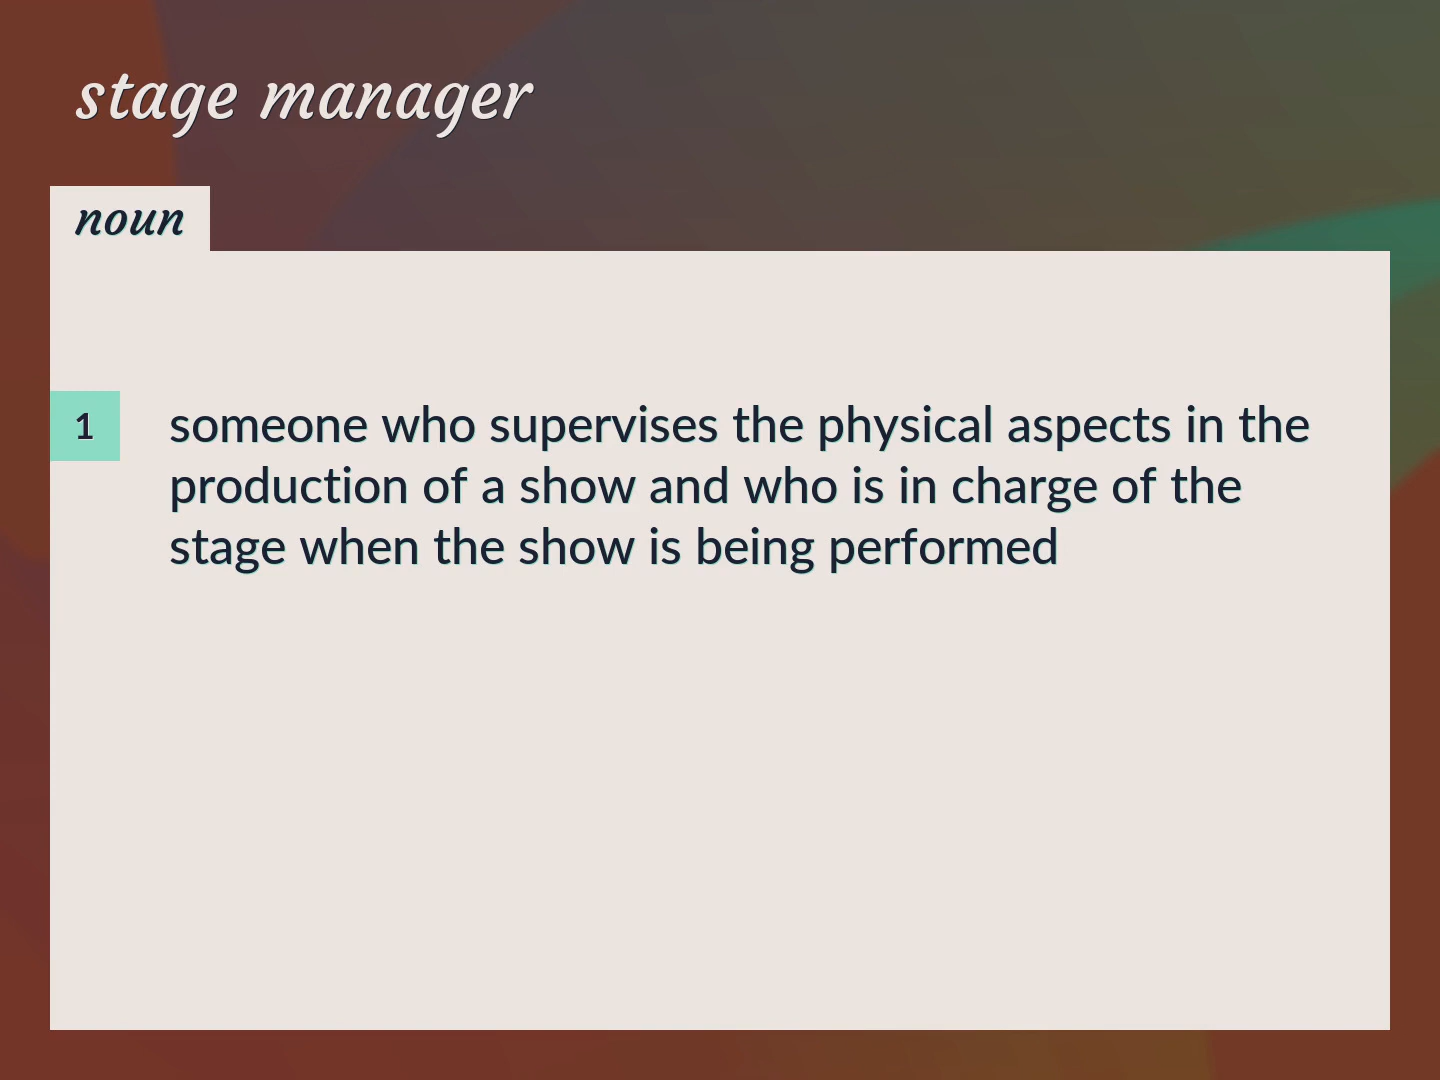 stage manager
noun
1
someone who supervises the physical aspects in the
production of a show and who is in charge of the
stage when the show is being performed